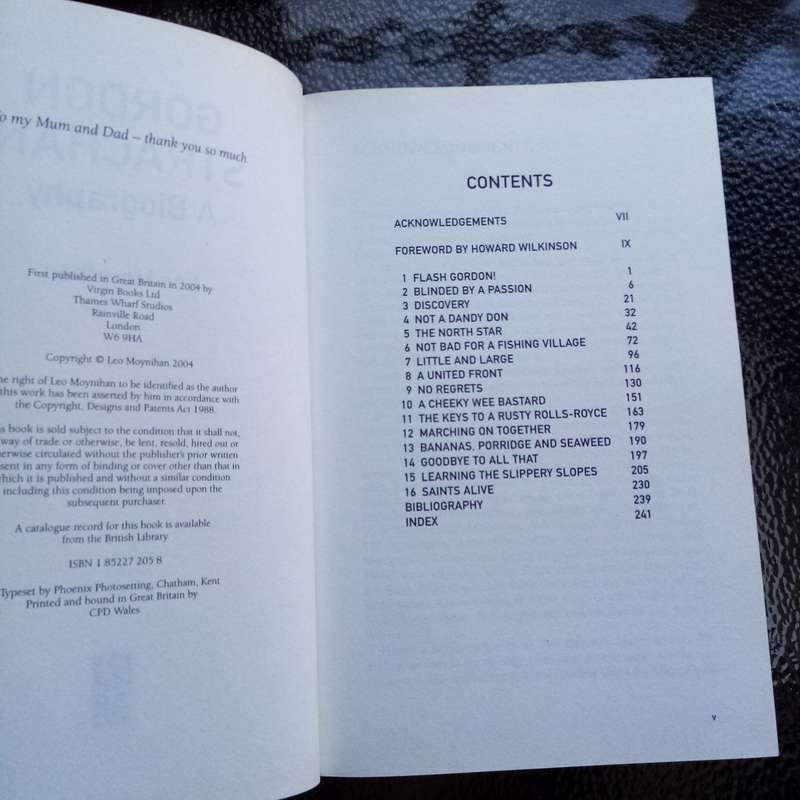 o my Mum and Dad – thank you so much
First published in Great Britain in 2004 by
Virgin Books Ltd
Thames Wharf Studios
Rainville Road
London
W6 9HA
Copyright © Leo Moynihan 2004
he right of Leo Moynihan to be identified as the author
this work has been asserted by him in accordance with
the Copyright, Designs and Patents Act 1988.
s book is sold subject to the condition that it shall not,
way of trade or otherwise, be lent, resold, hired out or
erwise circulated without the publisher's prior written
sent in any form of binding or cover other than that in
which it is published and without a similar condition
including this condition being imposed upon the
subsequent purchaser.
A catalogue record for this book is available
from the British Library
ISBN 1 85227 205 8
Typeset by Phoenix Photosetting, Chatham, Kent
Printed and bound in Great Britain by
CPD Wales
CONTENTS
ACKNOWLEDGEMENTS VII
FOREWORD BY HOWARD WILKINSON IX
1 FLASH GORDON! 1
2 BLINDED BY A PASSION 6
3 DISCOVERY 21
4 NOT A DANDY DON 32
5 THE NORTH STAR 42
6 NOT BAD FOR A FISHING VILLAGE 72
7 LITTLE AND LARGE 96
8 A UNITED FRONT 116
9 NO REGRETS 130
10 A CHEEKY WEE BASTARD 151
11 THE KEYS TO A RUSTY ROLLS-ROYCE 163
12 MARCHING ON TOGETHER 179
13 BANANAS, PORRIDGE AND SEAWEED 190
14 GOODBYE TO ALL THAT 197
15 LEARNING THE SLIPPERY SLOPES 205
16 SAINTS ALIVE 230
BIBLIOGRAPHY 239
INDEX 241
v